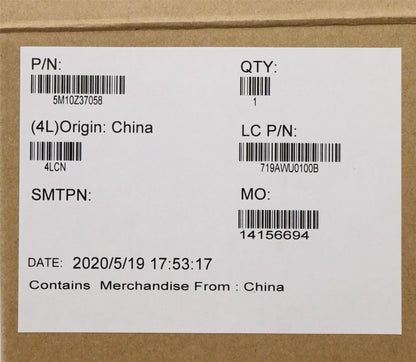 P/N: QTY:
5M10Z37058 1
(4L)Origin: China LC P/N:
4LCN 719AWU0100B
SMTPN: MO:
14156694
DATE: 2020/5/19 17:53:17
Contains Merchandise From : China